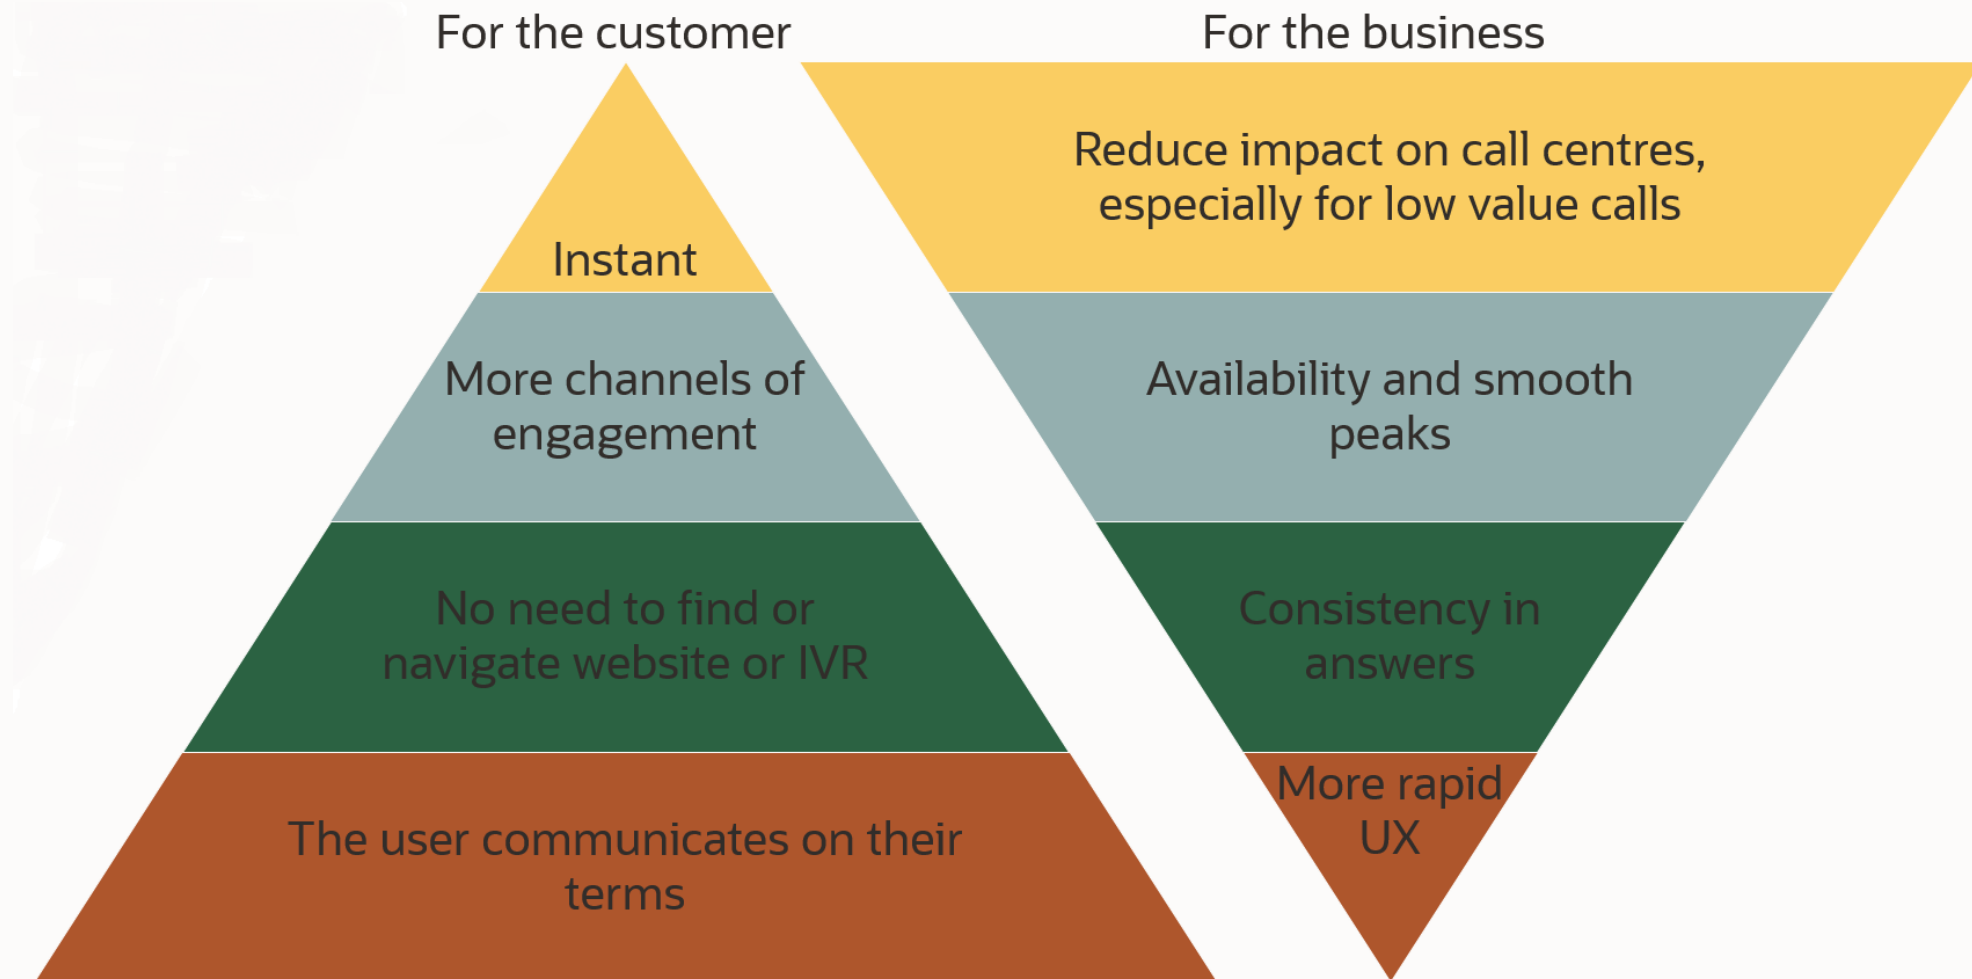 For the customer
Instant
More channels of
engagement
No need to find or
navigate website or IVR
The user communicates on their
terms
For the business
Reduce impact on call centres,
especially for low value calls
Availability and smooth
peaks
Consistency in
answers
More rapid
UX